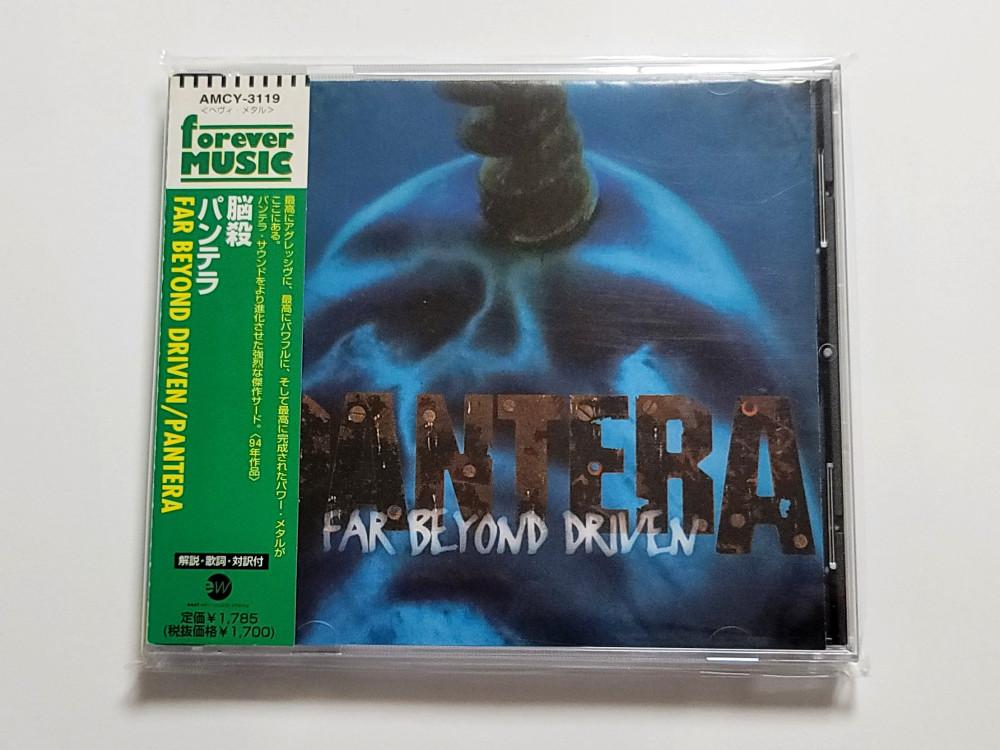 AMCY-3119
<ヘヴィ・メタル>
forever
MUSIC
最高にアグレッシヴに、最高にパワフルに、そして最高に完成されたパワー・メタルが
ここにある。
パンテラ・サウンドをより進化させた強烈な傑作サード。〈94年作品〉
脳殺
パンテラ
FAR BEYOND DRIVEN/PANTERA
解説・歌詞・対訳付
ew
定価¥1,785
(税抜価格¥1,700)
PANTERA
FAR BEYOND DRIVEN